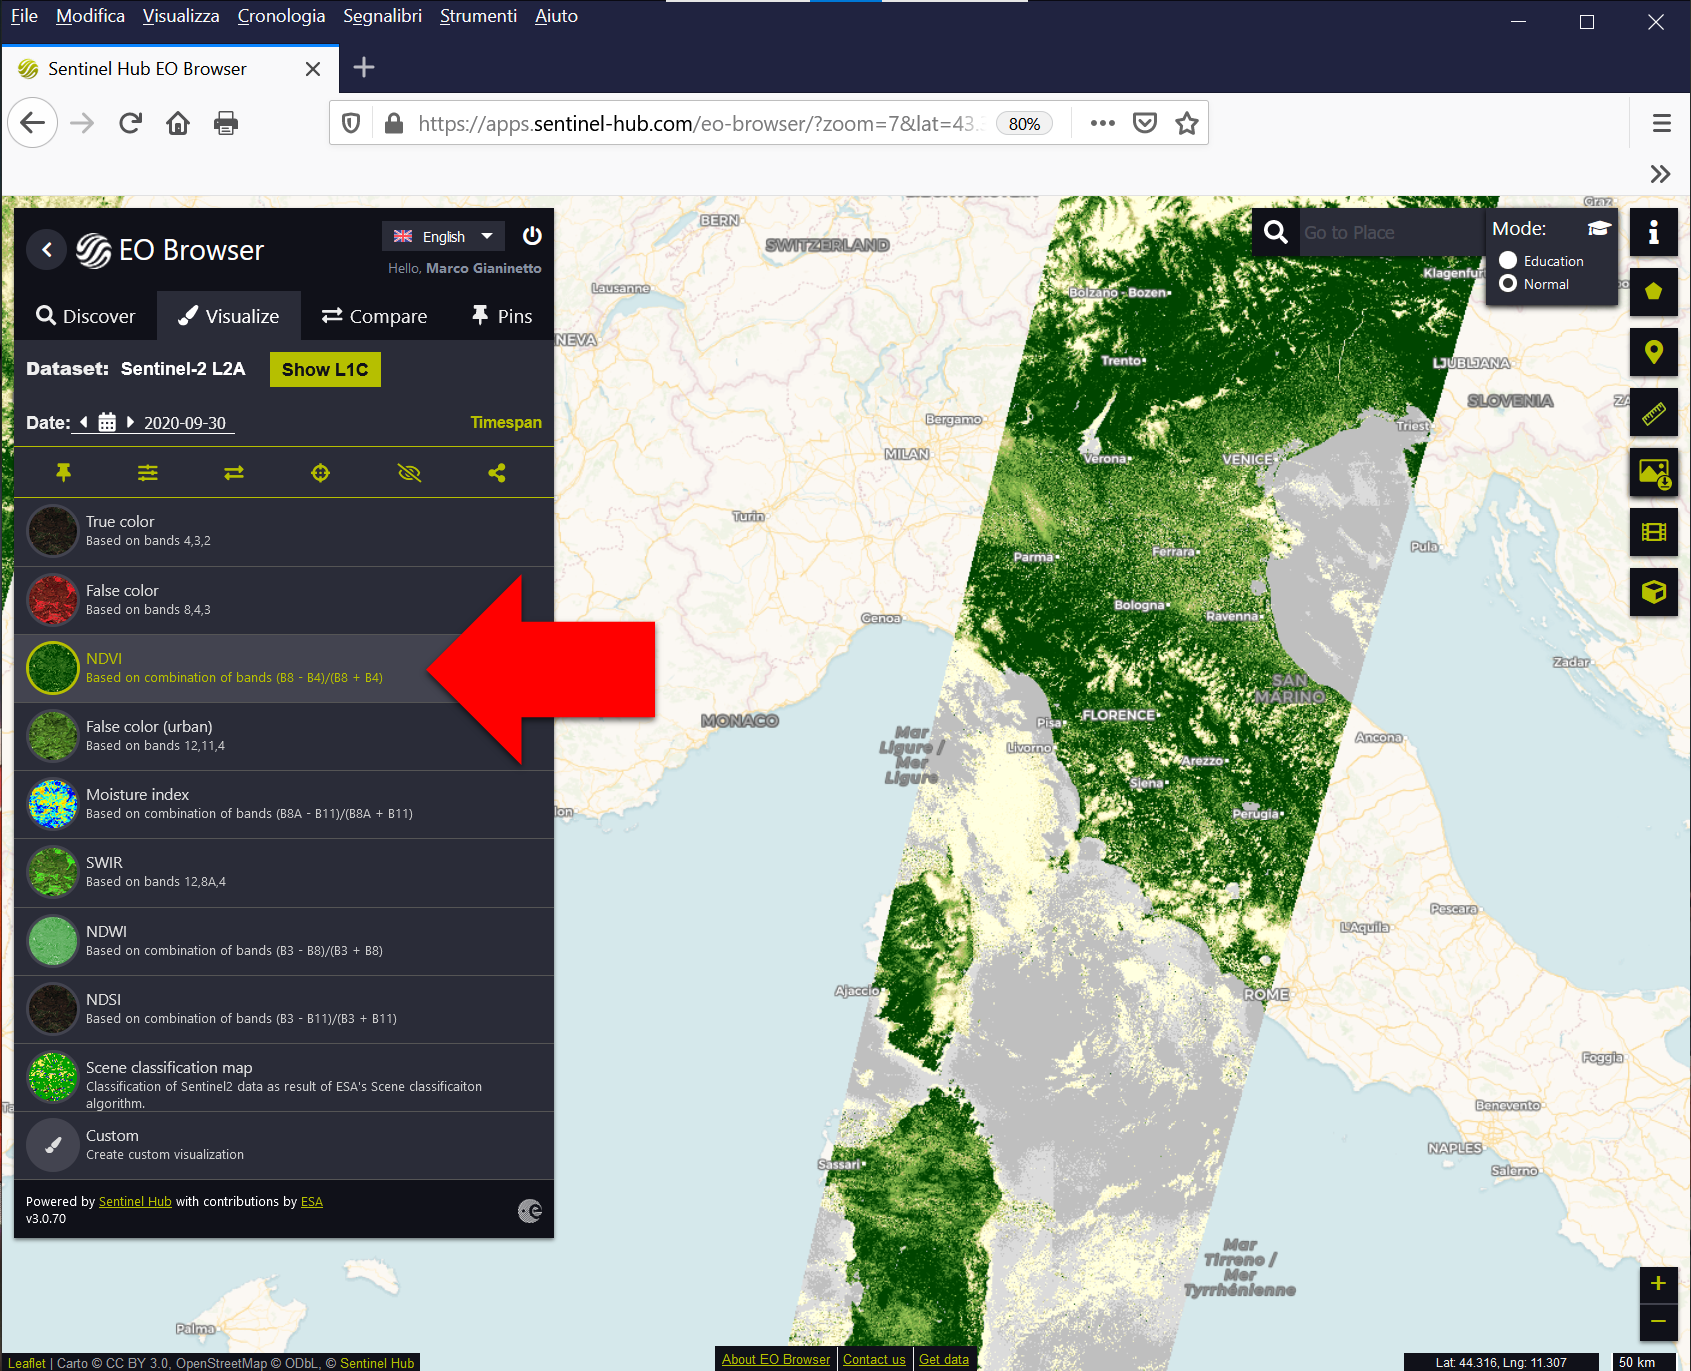 File Modifica Visualizza Cronologia Segnalibri Strumenti Aiuto
Sentinel Hub EO Browser
https://apps.sentinel-hub.com/eo-browser/?zoom=7&lat=43.
80%
EO Browser
English
Hello, Marco Gianinetto
Discover Visualize Compare Pins
Dataset: Sentinel-2 L2A Show L1C
Date: 2020-09-30 Timespan
True color
Based on bands 4,3,2
False color
Based on bands 8,4,3
NDVI
Based on combination of bands (B8 - B4)/(B8 + B4)
False color (urban)
Based on bands 12,11,4
Moisture index
Based on combination of bands (B8A - B11)/(B8A + B11)
SWIR
Based on bands 12,8A,4
NDWI
Based on combination of bands (B3 - B8)/(B3 + B8)
NDSI
Based on combination of bands (B3 - B11)/(B3 + B11)
Scene classification map
Classification of Sentinel2 data as result of ESA's Scene classificaiton
algorithm.
Custom
Create custom visualization
Powered by Sentinel Hub with contributions by ESA
v3.0.70
Go to Place
Mode:
Education
Normal
Graz
BERN
SWITZERLAND
Lausanne
NEVA
Klagenfur
Bolzano - Bozen
Trento
LJUBLJANA
SLOVENIA
ZA
Bergamo
MILAN
Verona
VENICE
Triest
Turin
Parma
Ferrara
Pula
Genoa
Bologna
Ravenna
Zadar
SAN
MARINO
MONACO
Mar
Ligure /
Mer
Ligure
Pisa
FLORENCE
Livorno
Ancona
Arezzo
Siena
Perugia
Pescara
L'Aquila
Ajaccio
ROME
Foggia
Benevento
NAPLES
Salerno
Sassari
Mar
Tirreno /
Mer
Tyrrhénienne
Palma
Leaflet | Carto © CC BY 3.0, OpenStreetMap © ODbL, © Sentinel Hub
About EO Browser Contact us Get data
Lat: 44.316, Lng: 11.307
50 km